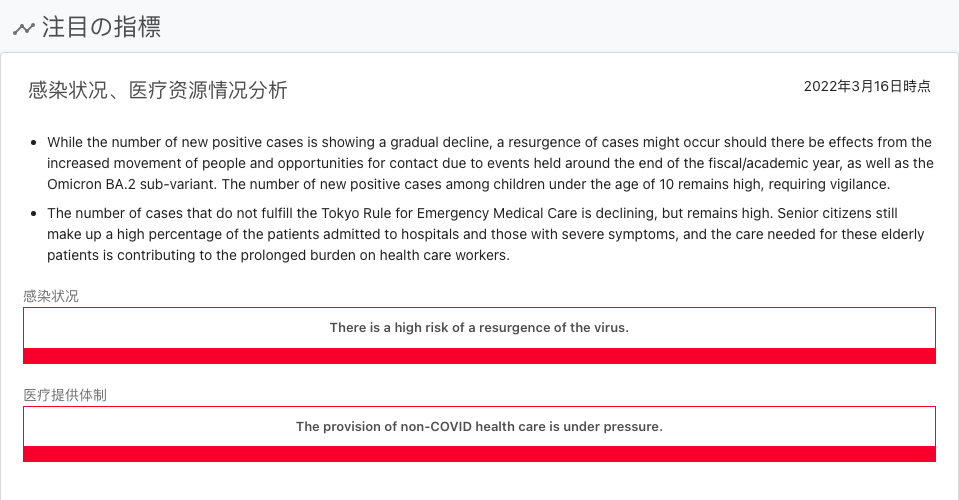 注目の指標
感染状况、医疗资源情况分析
2022年3月16日時点
While the number of new positive cases is showing a gradual decline, a resurgence of cases might occur should there be effects from the
increased movement of people and opportunities for contact due to events held around the end of the fiscal/academic year, as well as the
Omicron BA.2 sub-variant. The number of new positive cases among children under the age of 10 remains high, requiring vigilance.
The number of cases that do not fulfill the Tokyo Rule for Emergency Medical Care is declining, but remains high. Senior citizens still
make up a high percentage of the patients admitted to hospitals and those with severe symptoms, and the care needed for these elderly
patients is contributing to the prolonged burden on health care workers.
感染状况
There is a high risk of a resurgence of the virus.
医疗提供体制
The provision of non-COVID health care is under pressure.